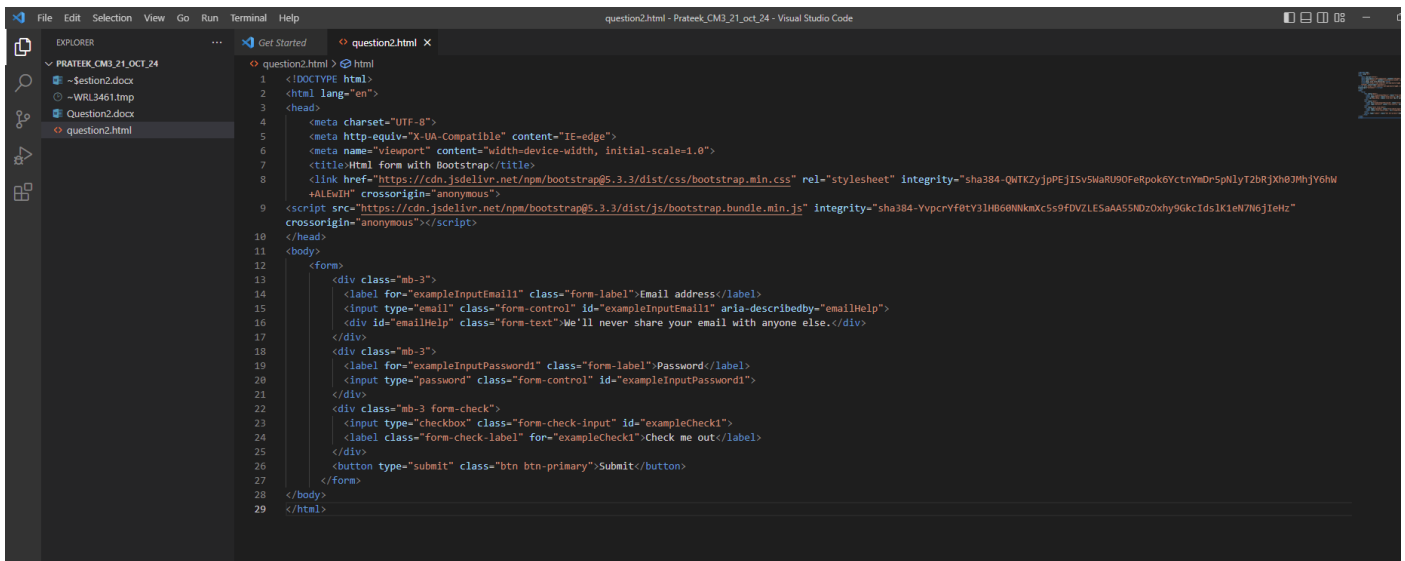 File Edit Selection View Go Run Terminal Help
question2.html - Prateek_CM3_21_oct_24 - Visual Studio Code
EXPLORER
PRATEEK_CM3_21_OCT_24
~$estion2.docx
~WRL3461.tmp
Question2.docx
question2.html
Get Started
question2.html
question2.html > html
1 <!DOCTYPE html>
2 <html lang="en">
3 <head>
4 <meta charset="UTF-8">
5 <meta http-equiv="X-UA-Compatible" content="IE=edge">
6 <meta name="viewport" content="width=device-width, initial-scale=1.0">
7 <title>Html form with Bootstrap</title>
8 <link href="https://cdn.jsdelivr.net/npm/bootstrap@5.3.3/dist/css/bootstrap.min.css" rel="stylesheet" integrity="sha384-QWTKZyjpPEjISv5WaRU9OFeRpok6YctnYmDr5pNlyT2bRjXh0JMhjY6hW
+ALEwIH" crossorigin="anonymous">
9 <script src="https://cdn.jsdelivr.net/npm/bootstrap@5.3.3/dist/js/bootstrap.bundle.min.js" integrity="sha384-YvpcrYf0tY3lHB60NNkmXc5s9fDVZLESaAA55NDzOxhy9GkcIdslK1eN7N6jIeHz"
crossorigin="anonymous"></script>
10 </head>
11 <body>
12 <form>
13 <div class="mb-3">
14 <label for="exampleInputEmail1" class="form-label">Email address</label>
15 <input type="email" class="form-control" id="exampleInputEmail1" aria-describedby="emailHelp">
16 <div id="emailHelp" class="form-text">We'll never share your email with anyone else.</div>
17 </div>
18 <div class="mb-3">
19 <label for="exampleInputPassword1" class="form-label">Password</label>
20 <input type="password" class="form-control" id="exampleInputPassword1">
21 </div>
22 <div class="mb-3 form-check">
23 <input type="checkbox" class="form-check-input" id="exampleCheck1">
24 <label class="form-check-label" for="exampleCheck1">Check me out</label>
25 </div>
26 <button type="submit" class="btn btn-primary">Submit</button>
27 </form>
28 </body>
29 </html>